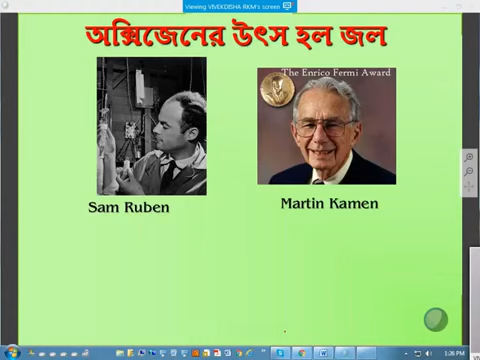 Viewing VIVEKDISHA RKM's screen
অক্সিজেনের উৎস হল জল
The Enrico Fermi Award
Sam Ruben
Martin Kamen
1:26 PM